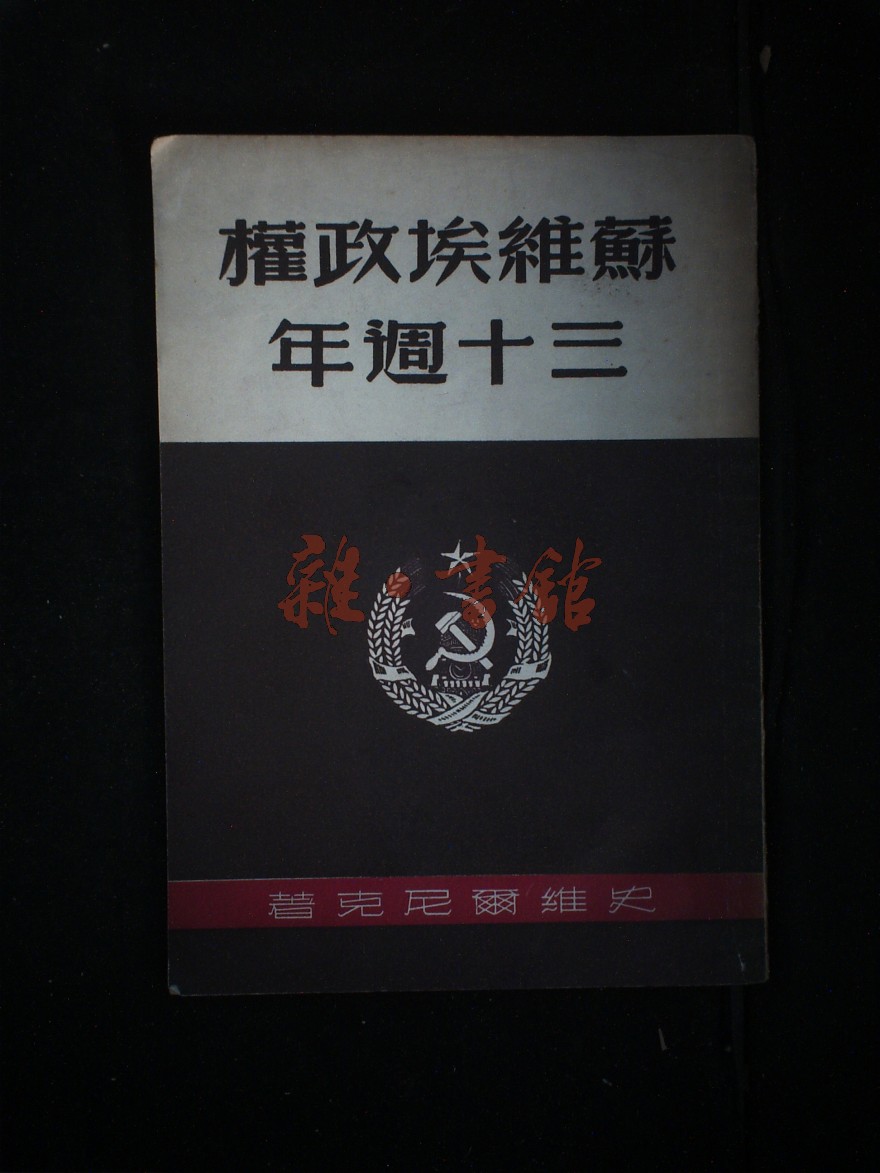 蘇維埃政權
三十週年
雜·書館
史維爾尼克著